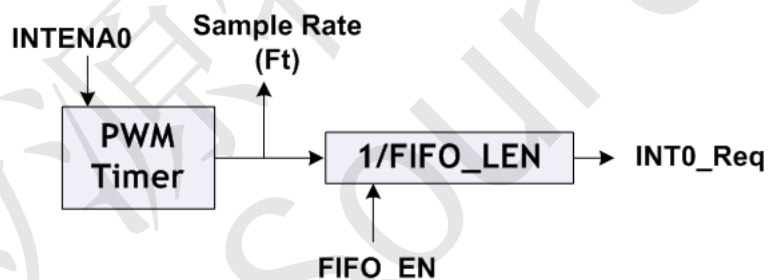 INTENA0
Sample Rate
(Ft)
PWM
Timer
1/FIFO_LEN
INT0_Req
FIFO_EN